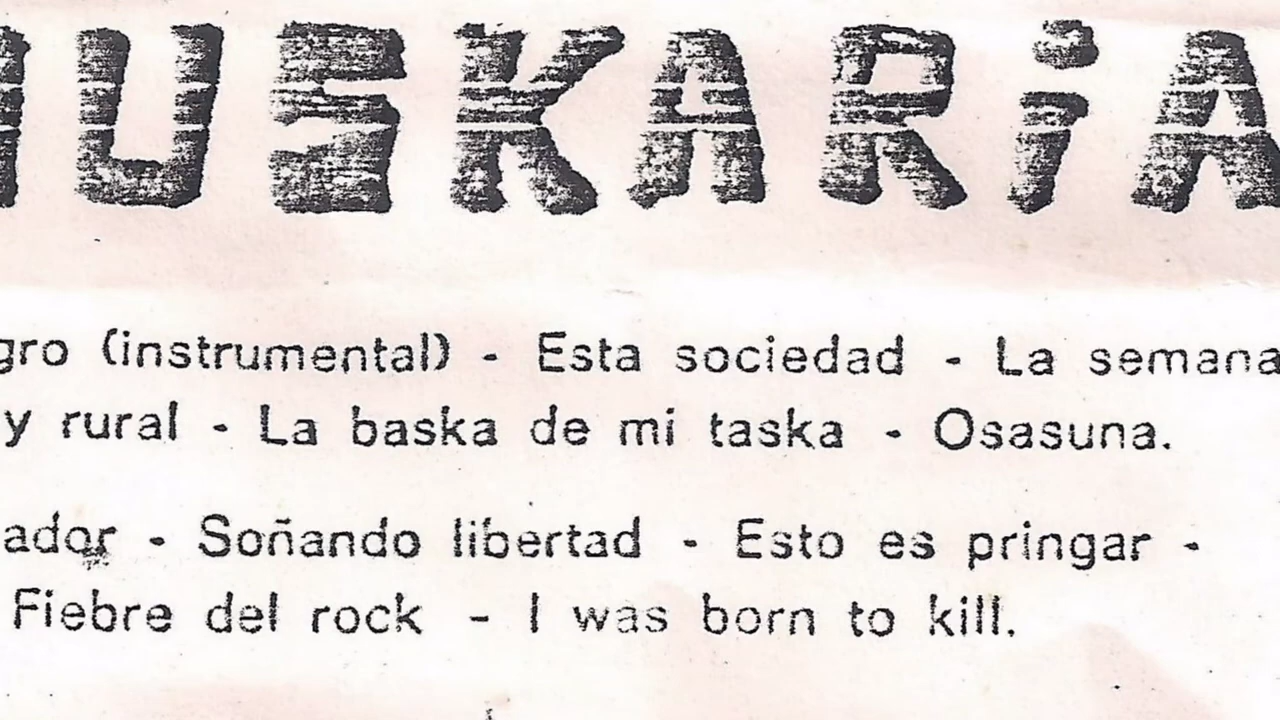 USKARiA
gro (instrumental) - Esta sociedad - La semana
y rural - La baska de mi taska - Osasuna.
ador - Soñando libertad - Esto es pringar -
Fiebre del rock - I was born to kill.